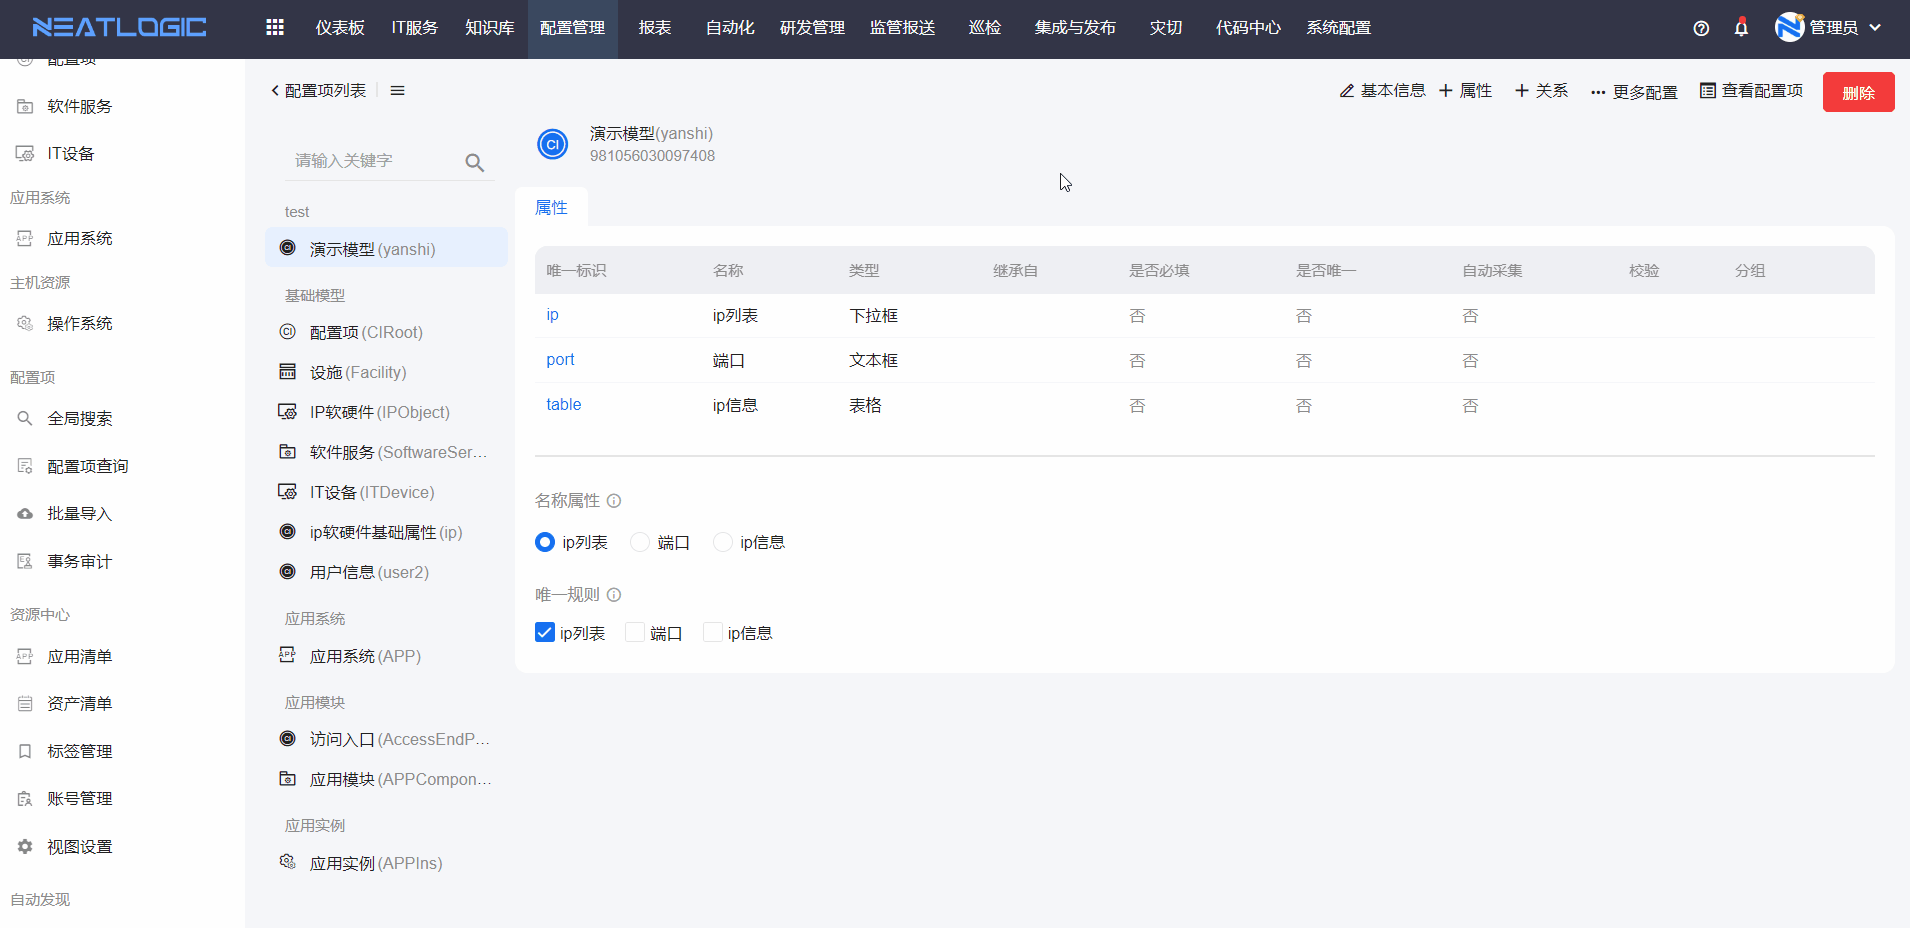 NEATLOGIC
仪表板 IT服务 知识库 配置管理 报表 自动化 研发管理 监管报送 巡检 集成与发布 灾切 代码中心 系统配置
管理员
配置项
软件服务
IT设备
应用系统
应用系统
主机资源
操作系统
配置项
全局搜索
配置项查询
批量导入
事务审计
资源中心
应用清单
资产清单
标签管理
账号管理
视图设置
自动发现
配置项列表
请输入关键字
test
演示模型(yanshi)
基础模型
配置项(CIRoot)
设施(Facility)
IP软硬件(IPObject)
软件服务(SoftwareSer...
IT设备(ITDevice)
ip软硬件基础属性(ip)
用户信息(user2)
应用系统
应用系统(APP)
应用模块
访问入口(AccessEndP...
应用模块(APPCompon...
应用实例
应用实例(APPIns)
基本信息 属性 关系 更多配置 查看配置项 删除
演示模型(yanshi)
981056030097408
属性
唯一标识 名称 类型 继承自 是否必填 是否唯一 自动采集 校验 分组
ip ip列表 下拉框 否 否 否
port 端口 文本框 否 否 否
table ip信息 表格 否 否 否
名称属性
ip列表 端口 ip信息
唯一规则
ip列表 端口 ip信息